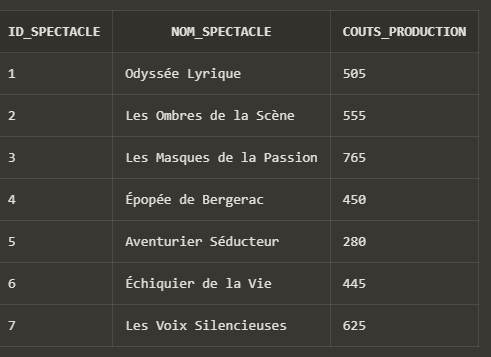 ID_SPECTACLE NOM_SPECTACLE COUTS_PRODUCTION
1 Odyssée Lyrique 505
2 Les Ombres de la Scène 555
3 Les Masques de la Passion 765
4 Épopée de Bergerac 450
5 Aventurier Séducteur 280
6 Échiquier de la Vie 445
7 Les Voix Silencieuses 625